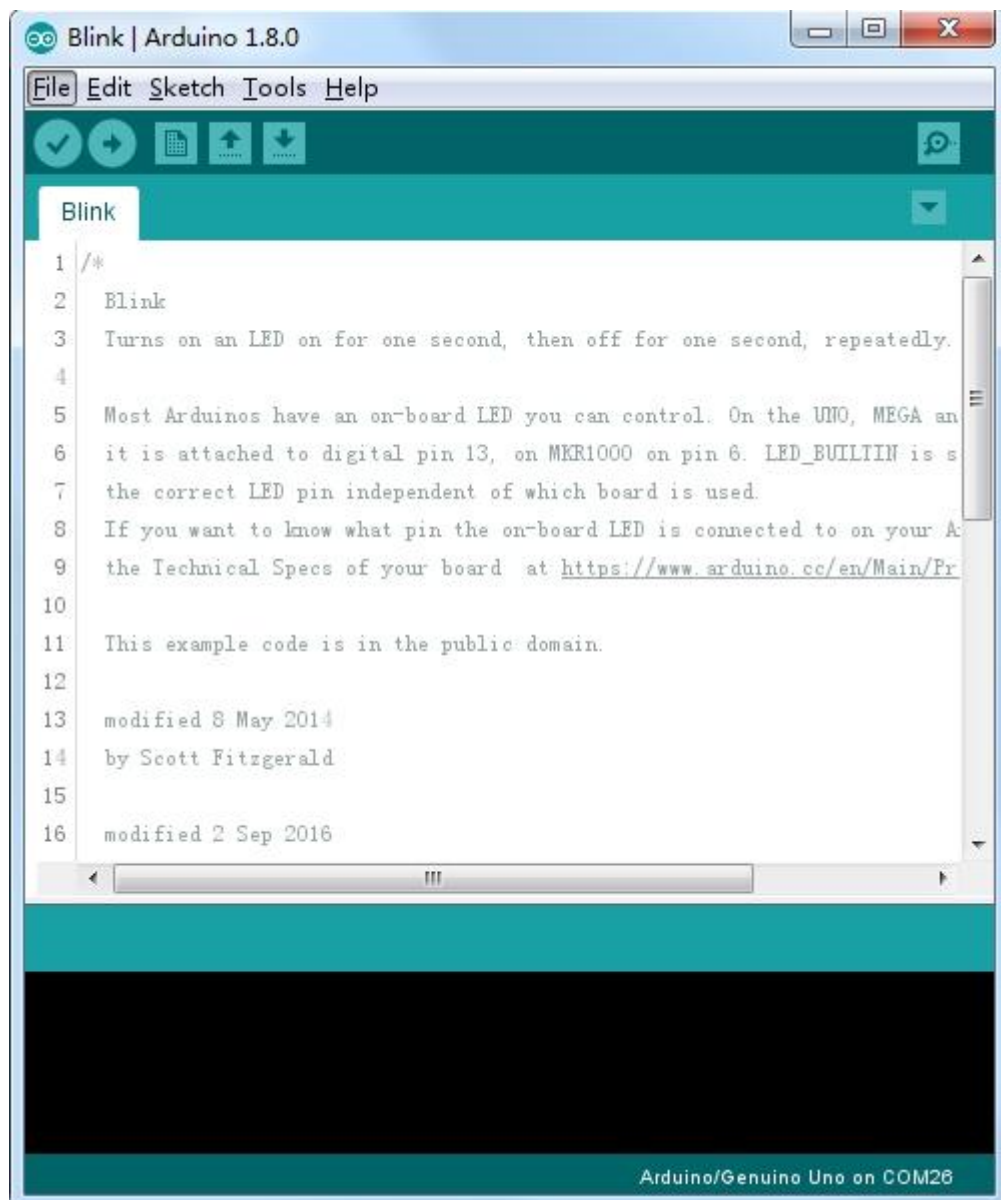 Blink | Arduino 1.8.0
File Edit Sketch Tools Help
Blink
1 /*
2 Blink
3 Turns on an LED on for one second, then off for one second, repeatedly.
4
5 Most Arduinos have an on-board LED you can control. On the UNO, MEGA an
6 it is attached to digital pin 13, on MKR1000 on pin 6. LED_BUILTIN is s
7 the correct LED pin independent of which board is used.
8 If you want to know what pin the on-board LED is connected to on your A
9 the Technical Specs of your board at https://www.arduino.cc/en/Main/Pr
10
11 This example code is in the public domain.
12
13 modified 8 May 2014
14 by Scott Fitzgerald
15
16 modified 2 Sep 2016
Arduino/Genuino Uno on COM26